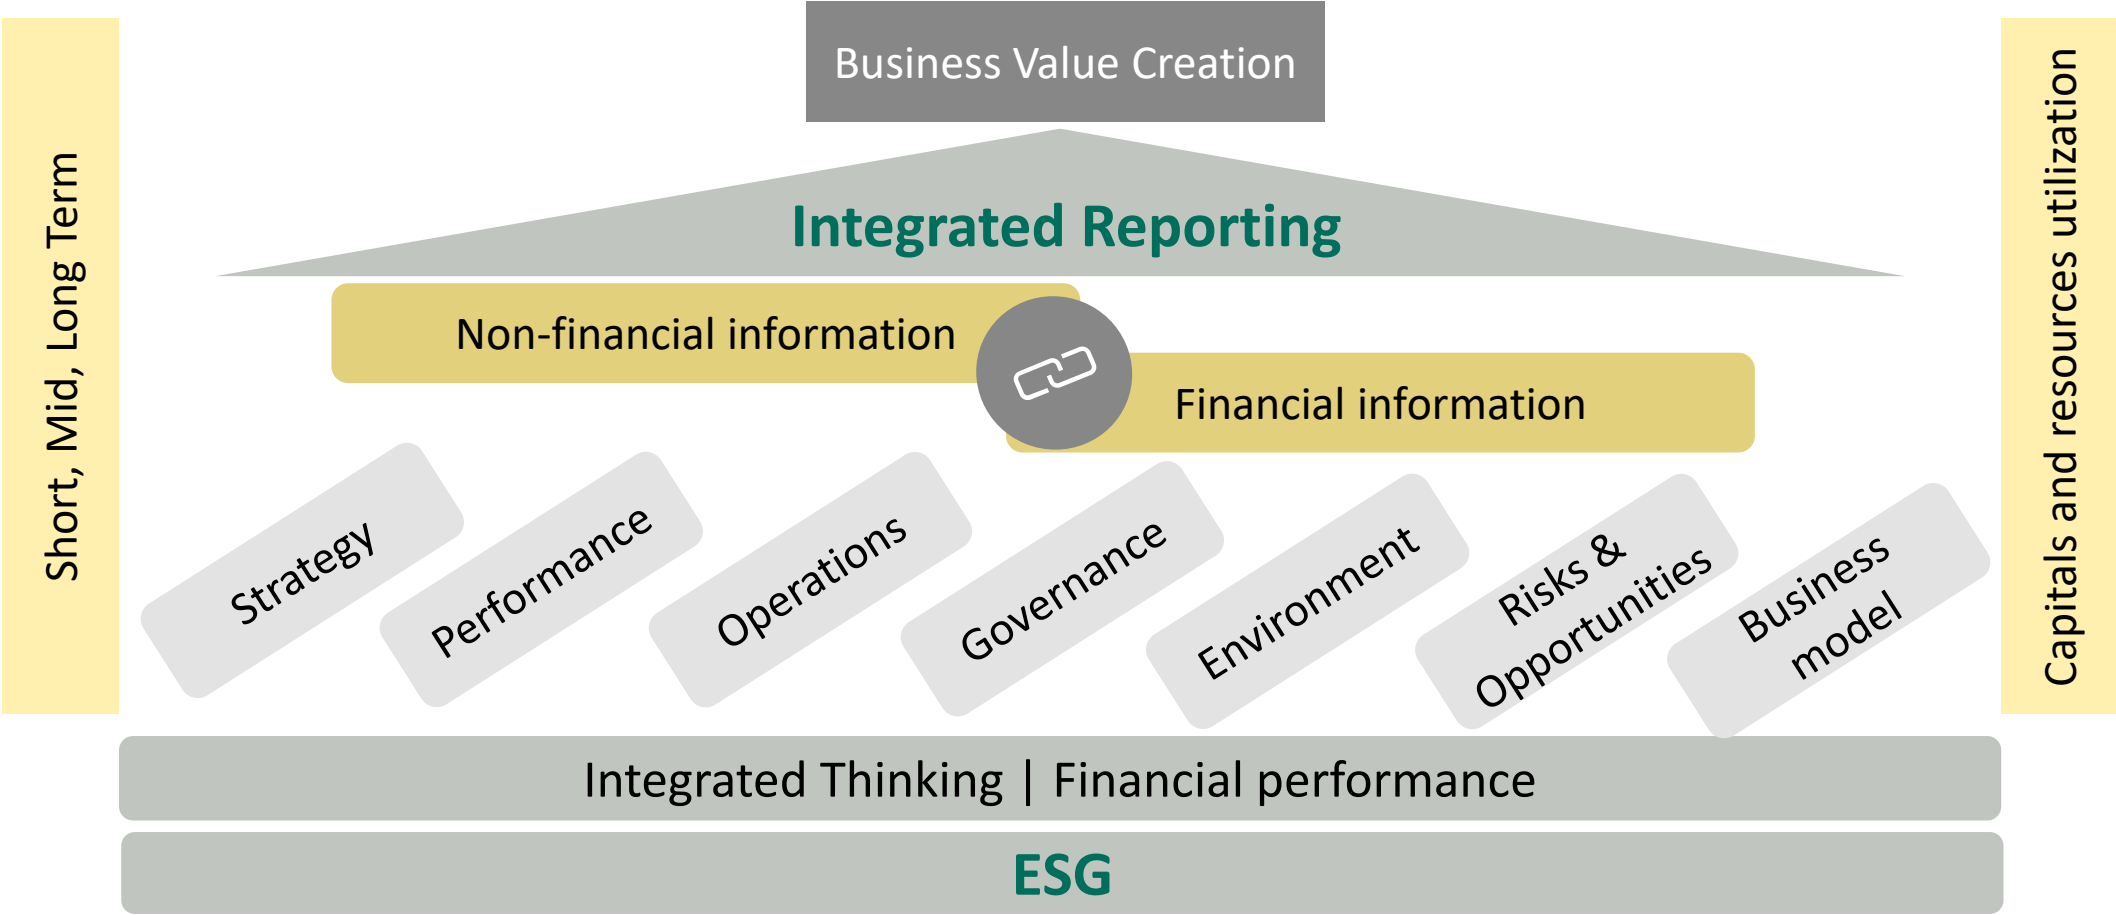 Business Value Creation
Short, Mid, Long Term
Capitals and resources utilization
Integrated Reporting
Non-financial information
Financial information
Strategy
Performance
Operations
Governance
Environment
Risks &
Opportunities
Business
model
Integrated Thinking | Financial performance
ESG